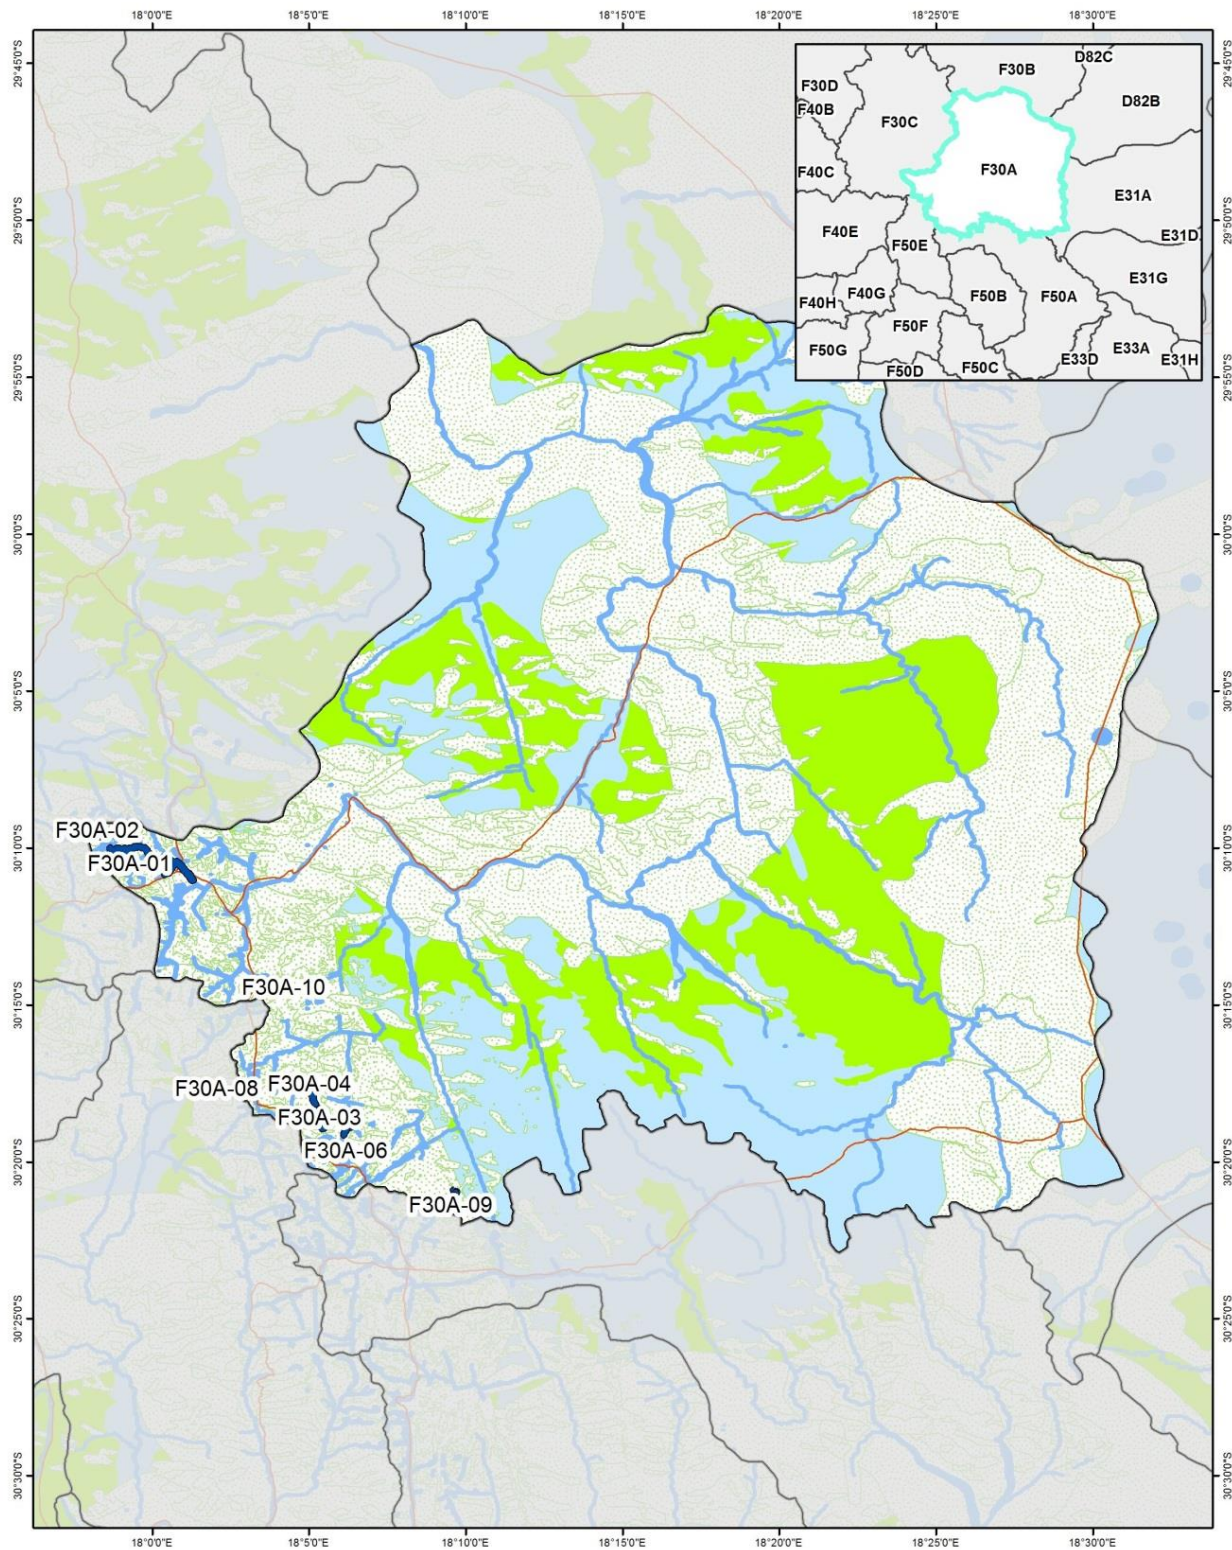 18°0'0"E 18°5'0"E 18°10'0"E 18°15'0"E 18°20'0"E 18°25'0"E 18°30'0"E
29°45'0"S 29°45'0"S
29°50'0"S 29°50'0"S
29°55'0"S 29°55'0"S
30°0'0"S 30°0'0"S
30°5'0"S 30°5'0"S
30°10'0"S 30°10'0"S
30°15'0"S 30°15'0"S
30°20'0"S 30°20'0"S
30°25'0"S 30°25'0"S
30°30'0"S 30°30'0"S
D82C
F30B
F30D
D82B
F40B
F30C
F30A
F40C
E31A
F40E
E31D
F50E
E31G
F40G
F50B
F50A
F40H
F50F
F50G
E33A
E33D
E31H
F50D
F50C
F30A-02
F30A-01
F30A-10
F30A-04
F30A-08
F30A-03
F30A-06
F30A-09
18°0'0"E 18°5'0"E 18°10'0"E 18°15'0"E 18°20'0"E 18°25'0"E 18°30'0"E